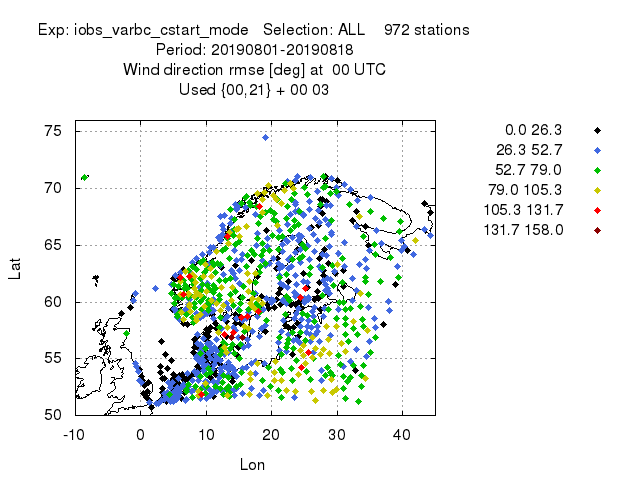 Exp: iobs_varbc_cstart_mode   Selection: ALL    972 stations
Period: 20190801-20190818
Wind direction rmse [deg] at  00 UTC
Used {00,21} + 00 03
0.0 26.3
26.3 52.7
52.7 79.0
79.0 105.3
105.3 131.7
131.7 158.0
75
70
65
60
55
50
Lat
-10 0 10 20 30 40
Lon